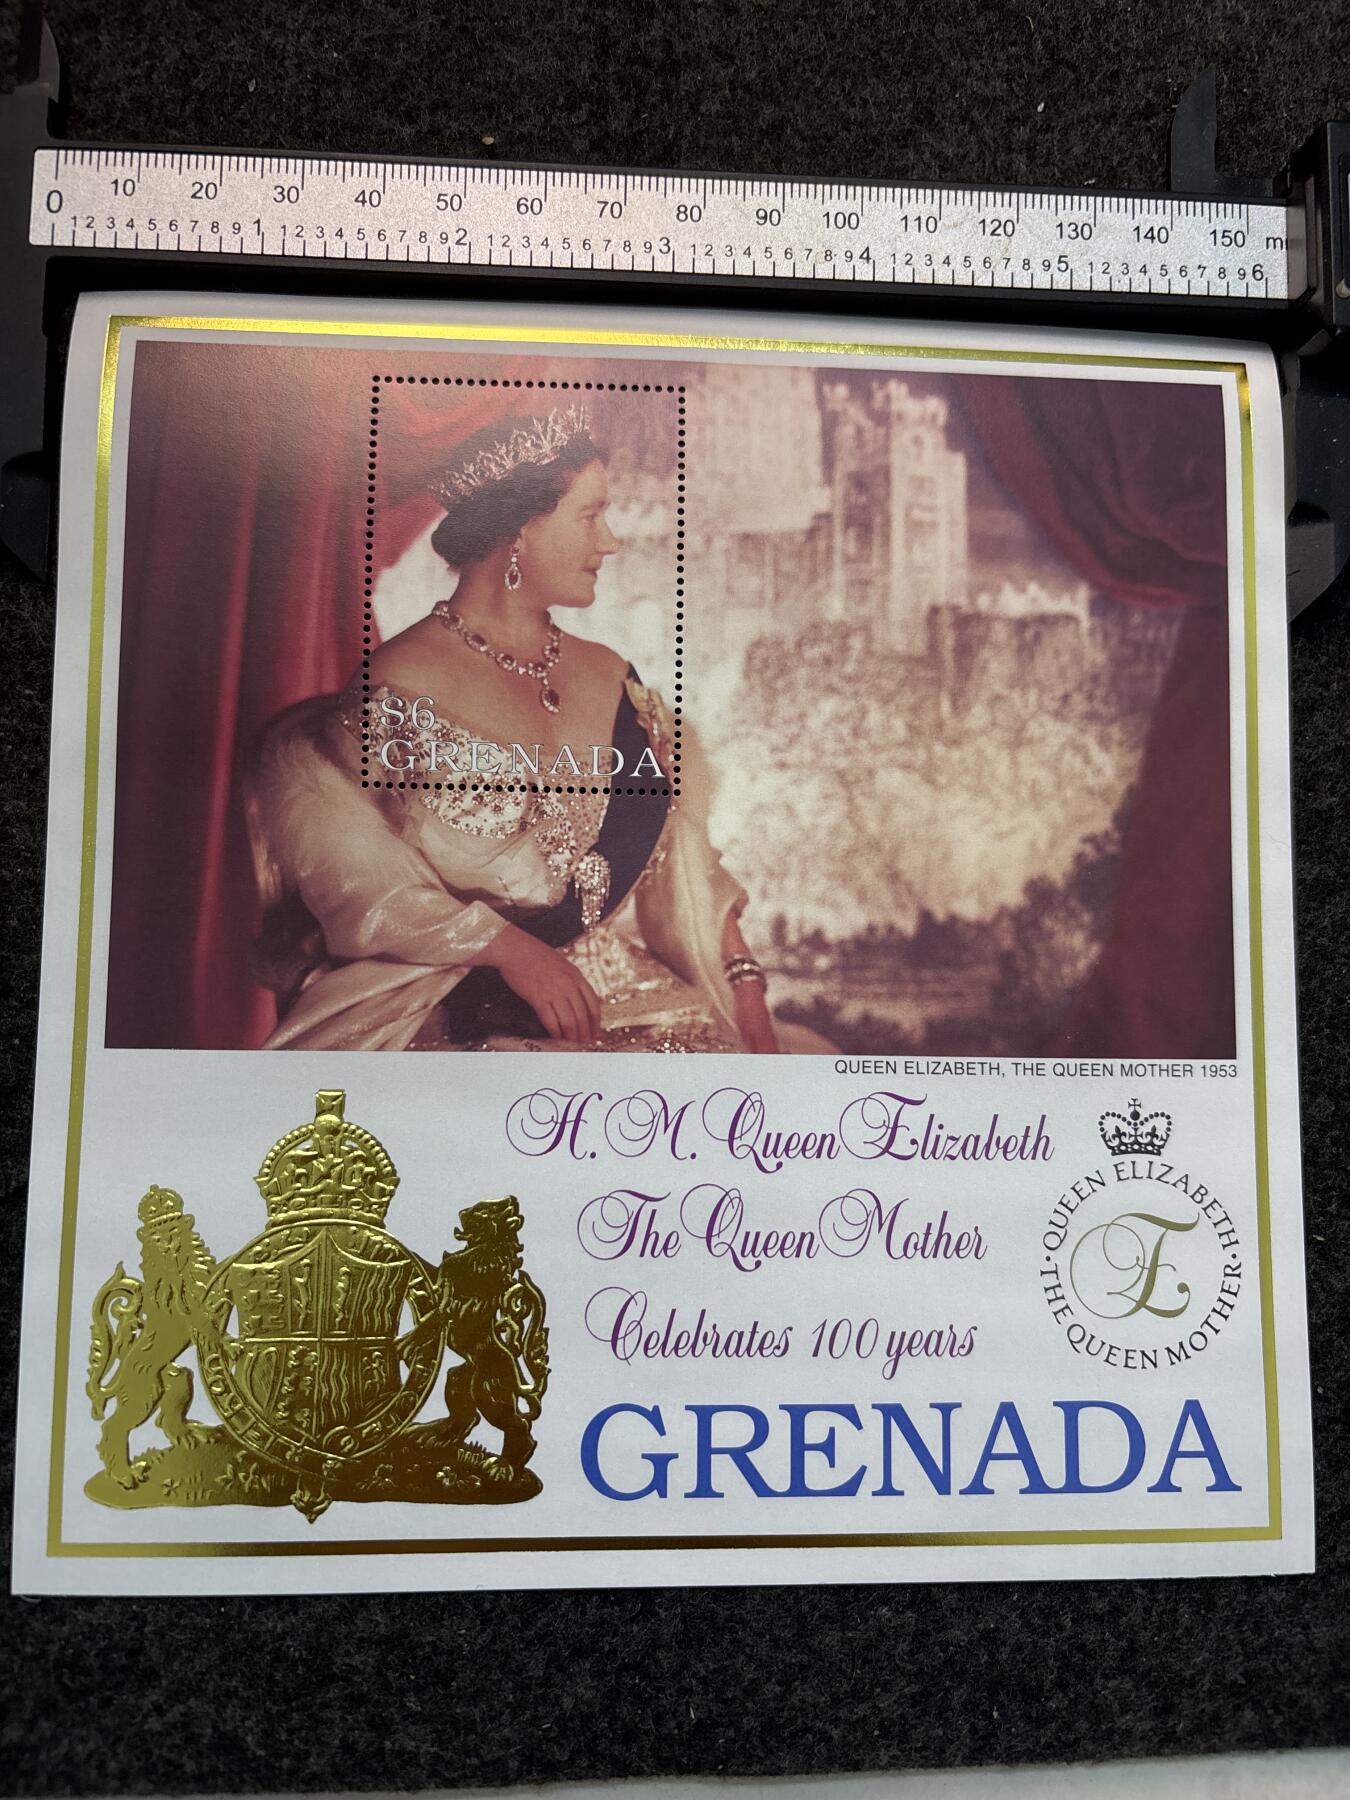 0 10 20 30 40 50 60 70 80 90 100 110 120 130 140 150 m
1 2 3 4 5 6 7 8 9 1 1 2 3 4 5 6 7 8 9 2 1 2 3 4 5 6 7 8 9 3 1 2 3 4 5 6 7 8 9 4 1 2 3 4 5 6 7 8 9 5 1 2 3 4 5 6 7 8 9 6
$6
GRENADA
QUEEN ELIZABETH, THE QUEEN MOTHER 1953
H. M. Queen Elizabeth
The Queen Mother
Celebrates 100 years
GRENADA
·QUEEN ELIZABETH·
THE QUEEN MOTHER
E